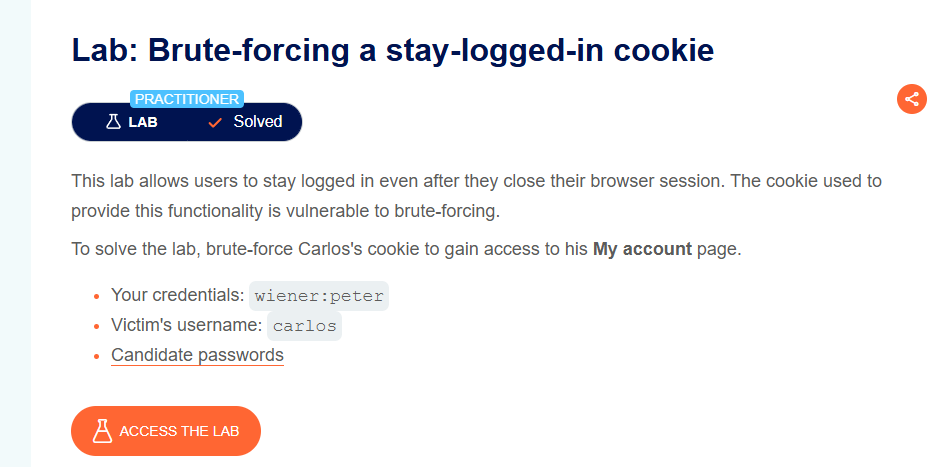 Lab: Brute-forcing a stay-logged-in cookie
PRACTITIONER
LAB Solved
This lab allows users to stay logged in even after they close their browser session. The cookie used to
provide this functionality is vulnerable to brute-forcing.
To solve the lab, brute-force Carlos's cookie to gain access to his My account page.
Your credentials: wiener:peter
Victim's username: carlos
Candidate passwords
ACCESS THE LAB